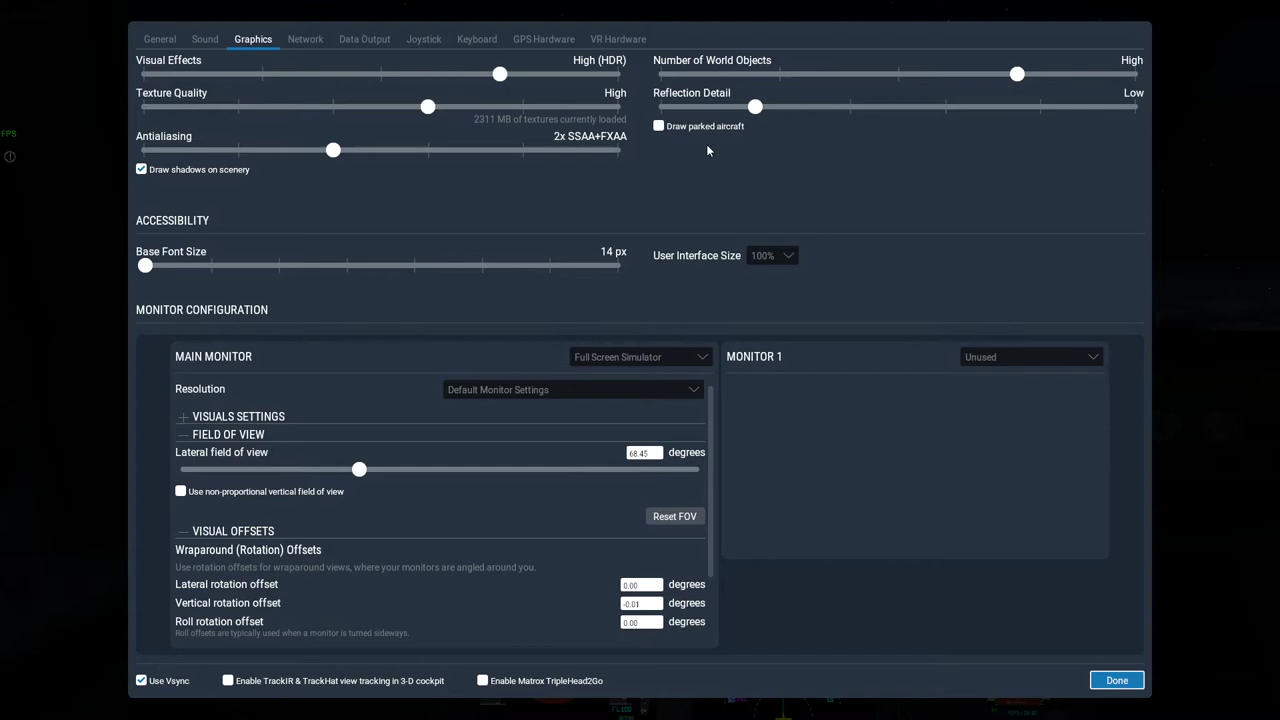 General Sound Graphics Network Data Output Joystick Keyboard GPS Hardware VR Hardware
Visual Effects High (HDR)
Texture Quality High
2311 MB of textures currently loaded
Antialiasing 2x SSAA+FXAA
Draw shadows on scenery
Number of World Objects High
Reflection Detail Low
Draw parked aircraft
FPS
ACCESSIBILITY
Base Font Size 14 px
User Interface Size 100%
MONITOR CONFIGURATION
MAIN MONITOR Full Screen Simulator
Resolution Default Monitor Settings
VISUALS SETTINGS
FIELD OF VIEW
Lateral field of view 68.45 degrees
Use non-proportional vertical field of view
Reset FOV
VISUAL OFFSETS
Wraparound (Rotation) Offsets
Use rotation offsets for wraparound views, where your monitors are angled around you.
Lateral rotation offset 0.00 degrees
Vertical rotation offset -0.01 degrees
Roll rotation offset 0.00 degrees
Roll offsets are typically used when a monitor is turned sideways.
MONITOR 1 Unused
Use Vsync Enable TrackIR & TrackHat view tracking in 3-D cockpit Enable Matrox TripleHead2Go Done
FL100